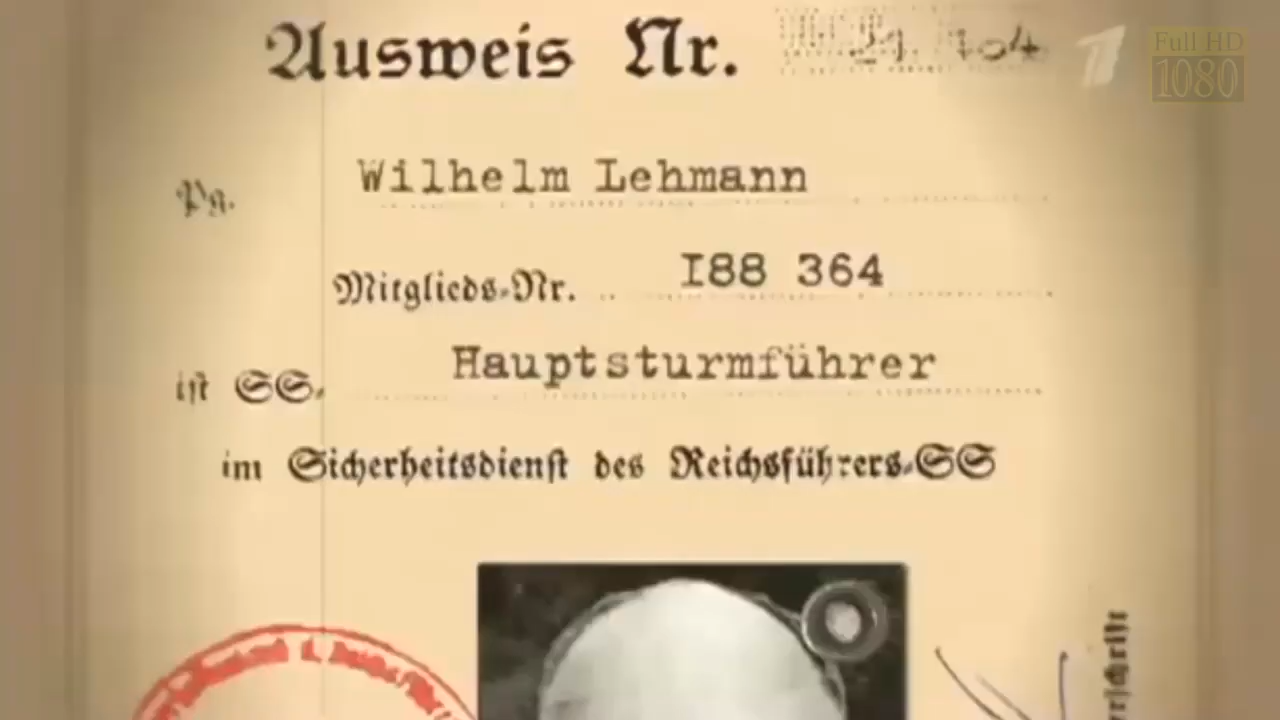 Ausweis Nr.
Full HD
1080
Pg. Wilhelm Lehmann
Mitglieds-Nr. I88 364
ist SS- Hauptsturmführer
im Sicherheitsdienst des Reichsführers-SS